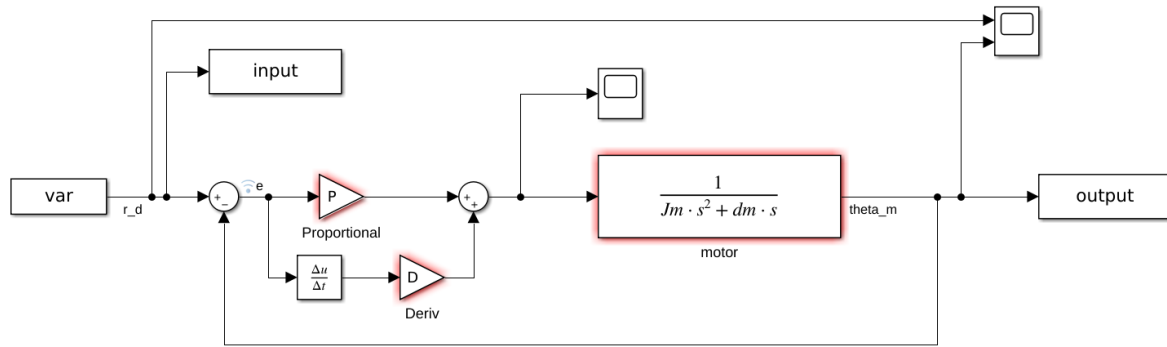 input
var
r_d
+
−
e
P
Proportional
Δu
Δt
D
Deriv
+
+
1
Jm · s² + dm · s
motor
theta_m
output